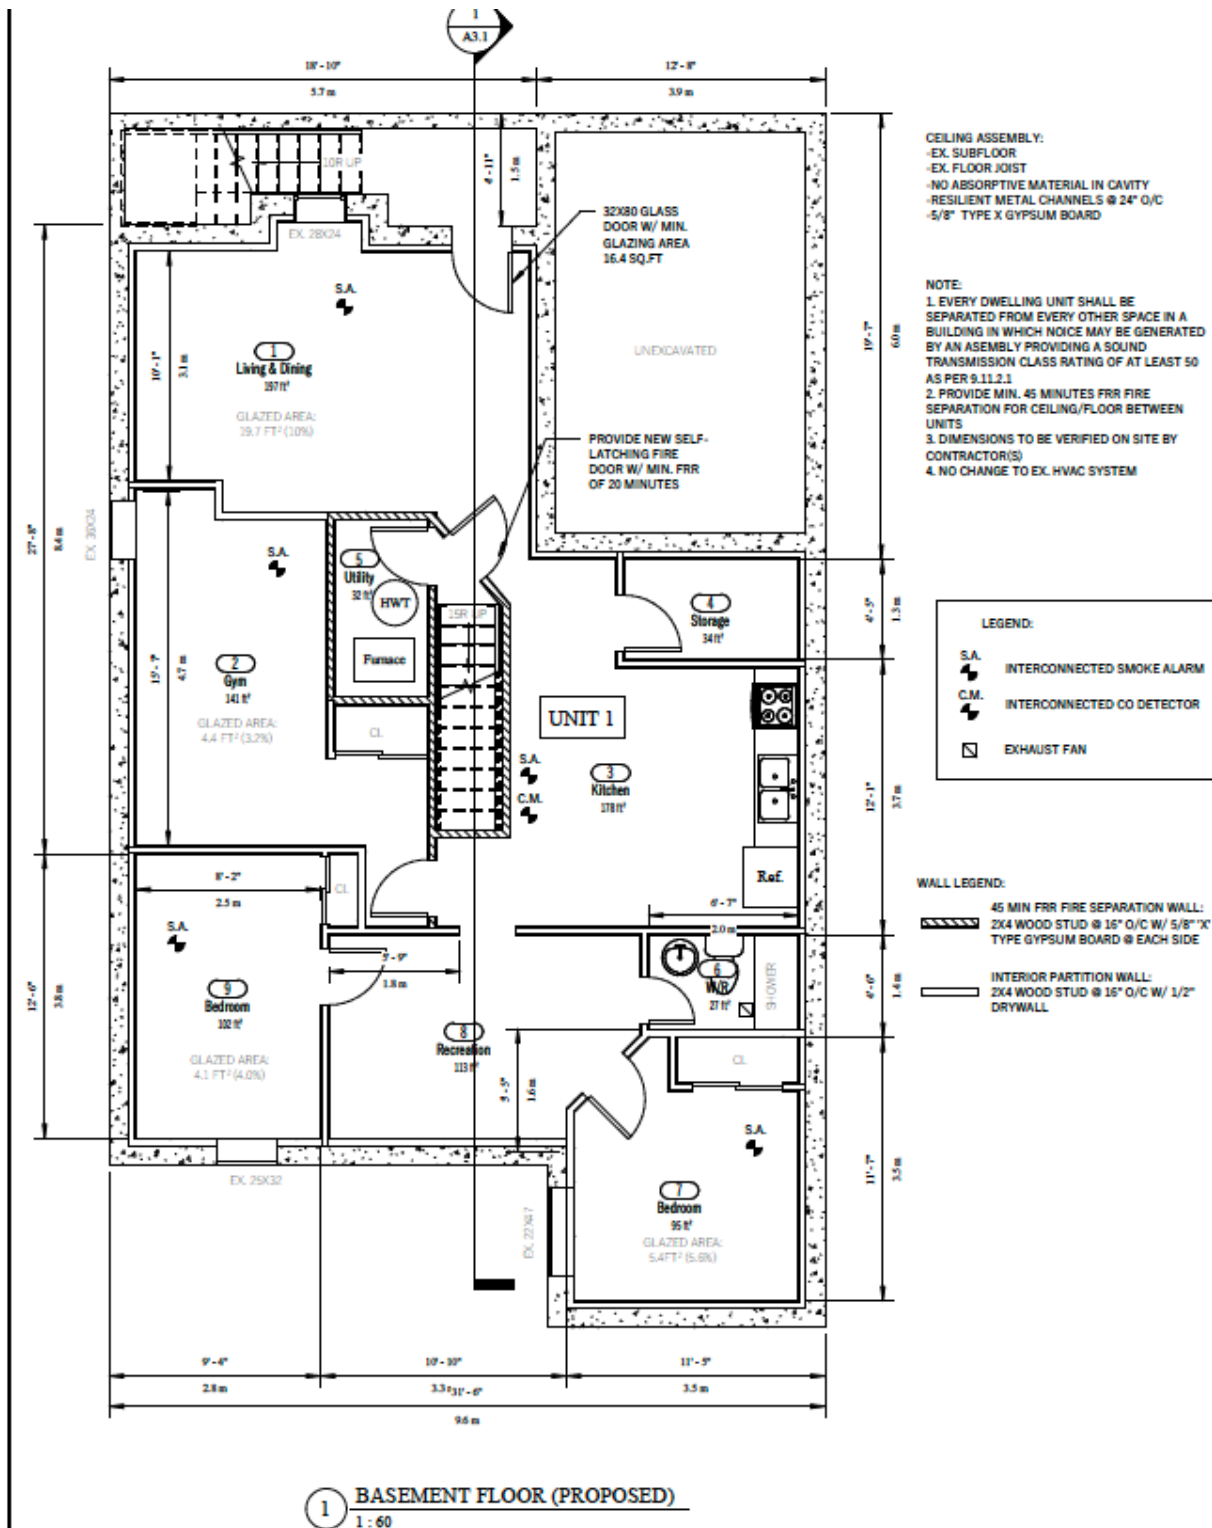 1
A3.1
18' - 10"
5.7 m
12' - 8"
3.9 m
10R UP
EX. 28X24
4' - 11"
1.5 m
32X80 GLASS
DOOR W/ MIN.
GLAZING AREA
16.4 SQ.FT
S.A.
1
Living & Dining
197 ft²
GLAZED AREA:
19.7 FT² (10%)
10' - 1"
3.1 m
UNEXCAVATED
19' - 7"
6.0 m
PROVIDE NEW SELF-
LATCHING FIRE
DOOR W/ MIN. FRR
OF 20 MINUTES
27' - 8"
8.4 m
EX. 30X24
15' - 7"
4.7 m
S.A.
2
Gym
141 ft²
GLAZED AREA:
4.4 FT² (3.2%)
5
Utility
32 ft²
HWT
Furnace
CL
15R UP
4
Storage
34 ft²
4' - 5"
1.3 m
UNIT 1
S.A.
C.M.
3
Kitchen
178 ft²
12' - 1"
3.7 m
Ref.
6' - 7"
2.0 m
8' - 2"
2.5 m
CL
S.A.
9
Bedroom
102 ft²
GLAZED AREA:
4.1 FT² (4.0%)
12' - 6"
3.8 m
5' - 9"
1.8 m
8
Recreation
113 ft²
6
W/R
27 ft²
SHOWER
4' - 6"
1.4 m
5' - 5"
1.6 m
CL
S.A.
7
Bedroom
95 ft²
GLAZED AREA:
5.4FT² (5.6%)
11' - 7"
3.5 m
EX. 25X32
EX. 22X47
9' - 4"
2.8 m
10' - 10"
11' - 5"
3.5 m
31' - 6"
9.6 m
1
BASEMENT FLOOR (PROPOSED)
1 : 60
CEILING ASSEMBLY:
-EX. SUBFLOOR
-EX. FLOOR JOIST
-NO ABSORPTIVE MATERIAL IN CAVITY
-RESILIENT METAL CHANNELS @ 24" O/C
-5/8" TYPE X GYPSUM BOARD
NOTE:
1. EVERY DWELLING UNIT SHALL BE
SEPARATED FROM EVERY OTHER SPACE IN A
BUILDING IN WHICH NOICE MAY BE GENERATED
BY AN ASEMBLY PROVIDING A SOUND
TRANSMISSION CLASS RATING OF AT LEAST 50
AS PER 9.11.2.1
2. PROVIDE MIN. 45 MINUTES FRR FIRE
SEPARATION FOR CEILING/FLOOR BETWEEN
UNITS
3. DIMENSIONS TO BE VERIFIED ON SITE BY
CONTRACTOR(S)
4. NO CHANGE TO EX. HVAC SYSTEM
LEGEND:
S.A.
INTERCONNECTED SMOKE ALARM
C.M.
INTERCONNECTED CO DETECTOR
EXHAUST FAN
WALL LEGEND:
45 MIN FRR FIRE SEPARATION WALL:
2X4 WOOD STUD @ 16" O/C W/ 5/8" 'X'
TYPE GYPSUM BOARD @ EACH SIDE
INTERIOR PARTITION WALL:
2X4 WOOD STUD @ 16" O/C W/ 1/2"
DRYWALL